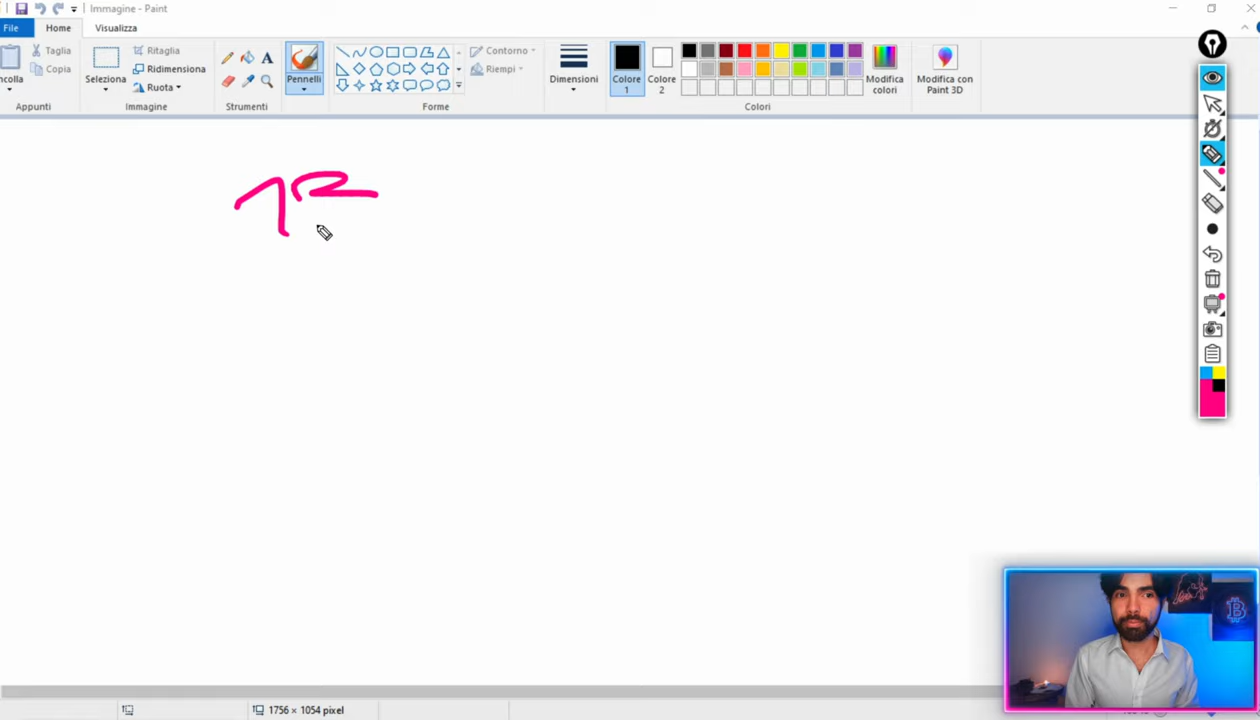 Immagine - Paint
File Home Visualizza
Taglia
Copia
Appunti
Seleziona
Ritaglia
Ridimensiona
Ruota
Immagine
Strumenti
Pennelli
Forme
Contorno
Riempi
Dimensioni
Colore 1
Colore 2
Modifica colori
Colori
Modifica con Paint 3D
1756 × 1054 pixel